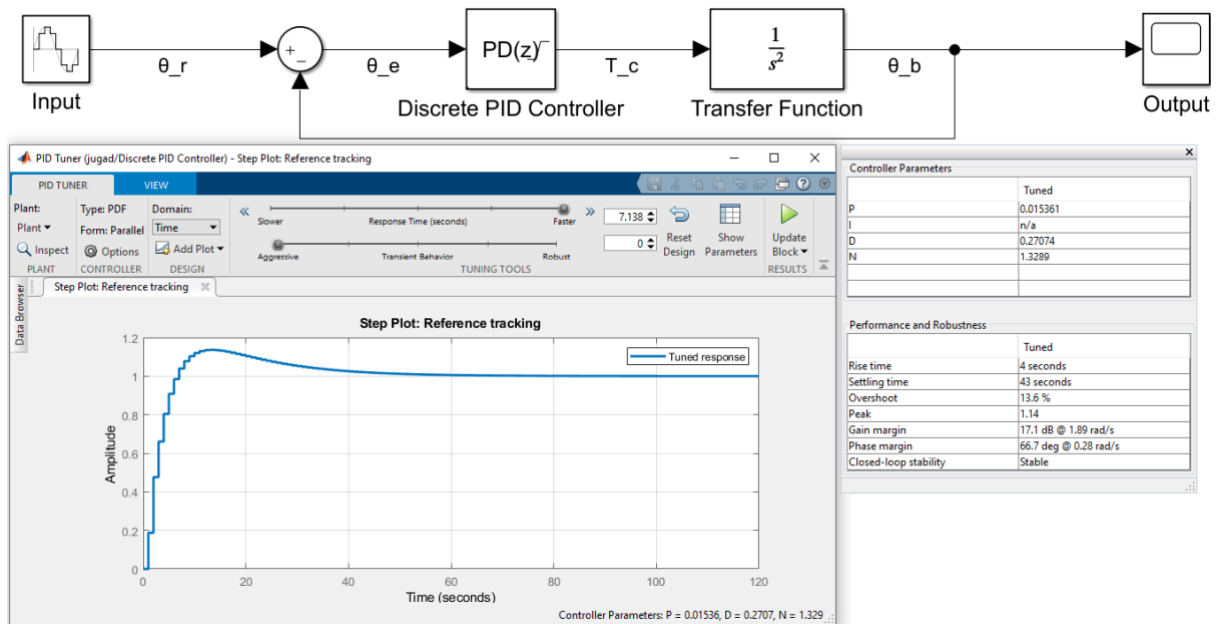 +
−
PD(z)
1
s²
θ_r
θ_e
T_c
θ_b
Input
Discrete PID Controller
Transfer Function
Output
PID Tuner (jugad/Discrete PID Controller) - Step Plot: Reference tracking
PID TUNER
VIEW
Plant:
Plant
Inspect
PLANT
Type: PDF
Form: Parallel
Options
CONTROLLER
Domain:
Time
Add Plot
DESIGN
Slower
Response Time (seconds)
Faster
7.138
Aggressive
Transient Behavior
Robust
0
TUNING TOOLS
Reset
Design
Show
Parameters
Update
Block
RESULTS
Data Browser
Step Plot: Reference tracking
Step Plot: Reference tracking
Tuned response
Amplitude
1.2
1
0.8
0.6
0.4
0.2
0
0 20 40 60 80 100 120
Time (seconds)
Controller Parameters: P = 0.01536, D = 0.2707, N = 1.329
Controller Parameters
Tuned
P 0.015361
I n/a
D 0.27074
N 1.3289
Performance and Robustness
Tuned
Rise time 4 seconds
Settling time 43 seconds
Overshoot 13.6 %
Peak 1.14
Gain margin 17.1 dB @ 1.89 rad/s
Phase margin 66.7 deg @ 0.28 rad/s
Closed-loop stability Stable